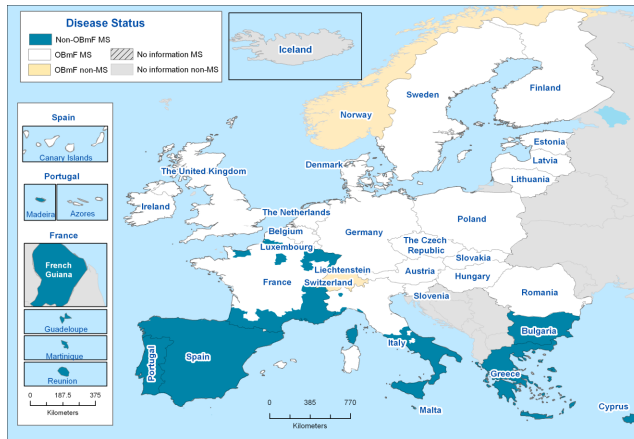 Disease Status
Non-OBmF MS
OBmF MS
No information MS
OBmF non-MS
No information non-MS
Iceland
Spain
Canary Islands
Portugal
Madeira
Azores
France
French
Guiana
Guadeloupe
Martinique
Reunion
0 187.5 375
Kilometers
Norway
Sweden
Finland
Estonia
Latvia
Lithuania
Denmark
The United Kingdom
Ireland
The Netherlands
Belgium
Luxembourg
Germany
Poland
The Czech
Republic
Slovakia
Liechtenstein
Austria
Hungary
Switzerland
France
Slovenia
Romania
Bulgaria
Italy
Portugal
Spain
Greece
Malta
Cyprus
0 385.5 770
Kilometers